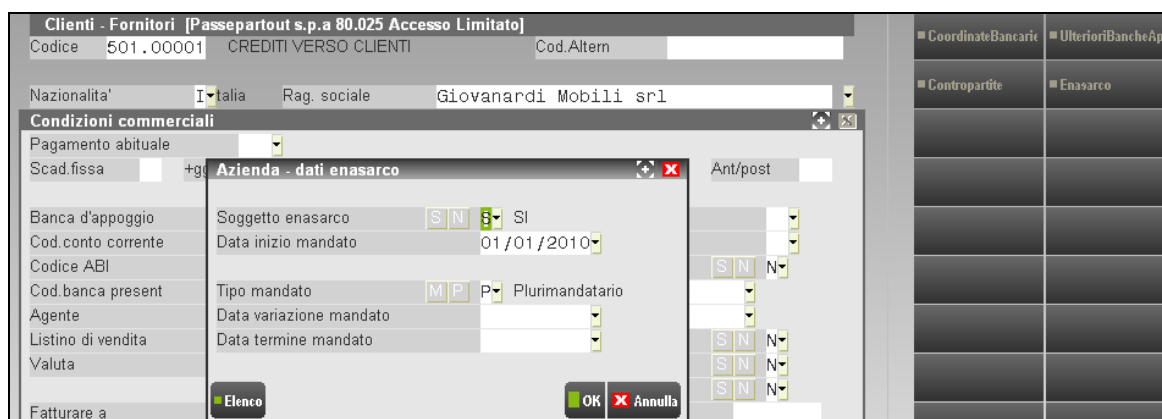 Clienti - Fornitori [Passepartout s.p.a 80.025 Accesso Limitato]
Codice 501.00001 CREDITI VERSO CLIENTI Cod.Altern
CoordinateBancarie UlterioriBancheAp
Nazionalita' I talia Rag. sociale Giovanardi Mobili srl
Contropartite Enasarco
Condizioni commerciali
Pagamento abituale
Scad.fissa +gg Azienda - dati enasarco Ant/post
Banca d'appoggio Soggetto enasarco S N S SI
Cod.conto corrente Data inizio mandato 01/01/2010
Codice ABI S N N
Cod.banca present Tipo mandato M P P Plurimandatario
Agente Data variazione mandato
Listino di vendita Data termine mandato S N N
Valuta S N N
S N N
Elenco OK Annulla
Fatturare a